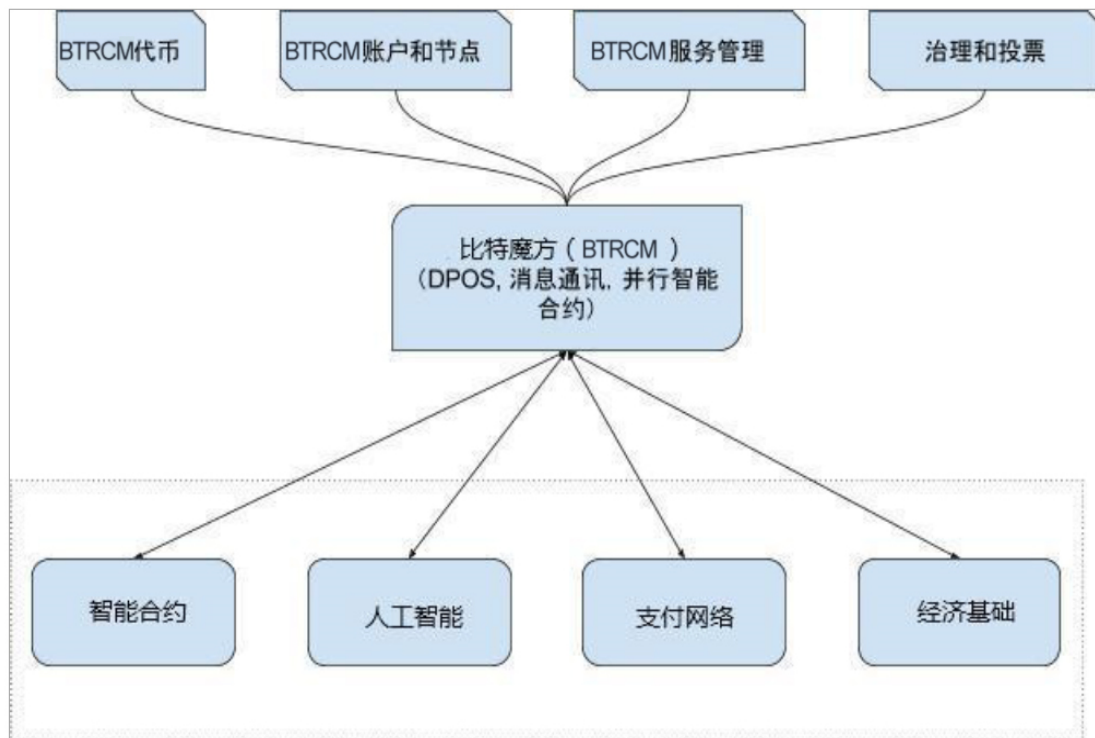 BTRCM代币
BTRCM账户和节点
BTRCM服务管理
治理和投票
比特魔方（BTRCM ）
（DPOS, 消息通讯, 并行智能
合约）
智能合约
人工智能
支付网络
经济基础